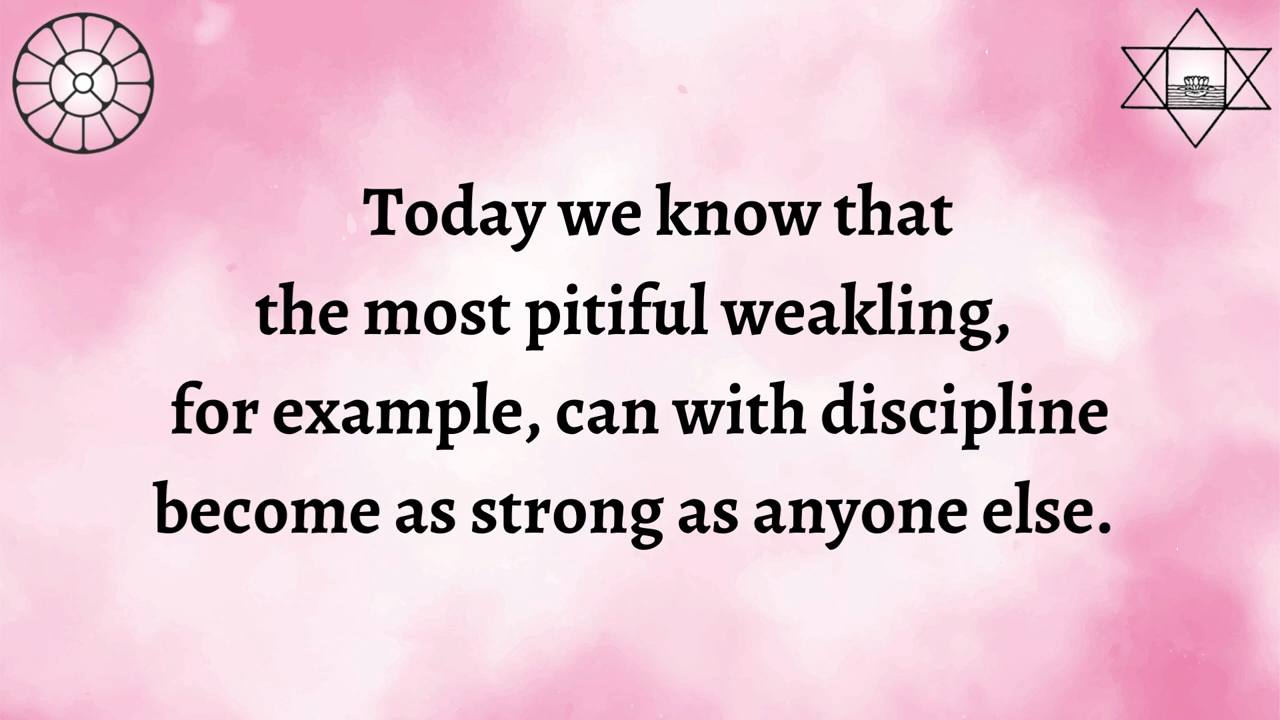 Today we know that
the most pitiful weakling,
for example, can with discipline
become as strong as anyone else.